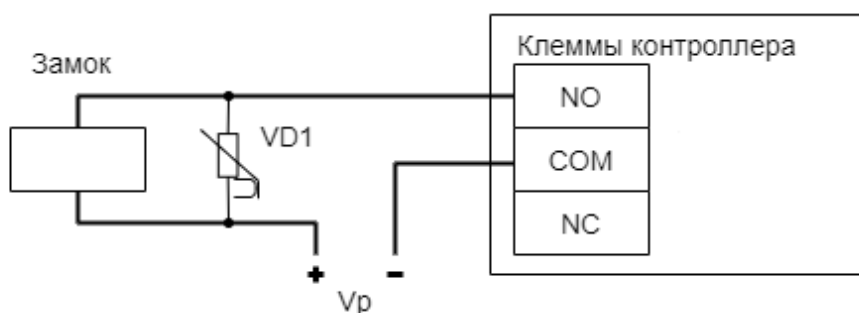 Клеммы контроллера
Замок
NO
VD1
COM
NC
+ Vp -